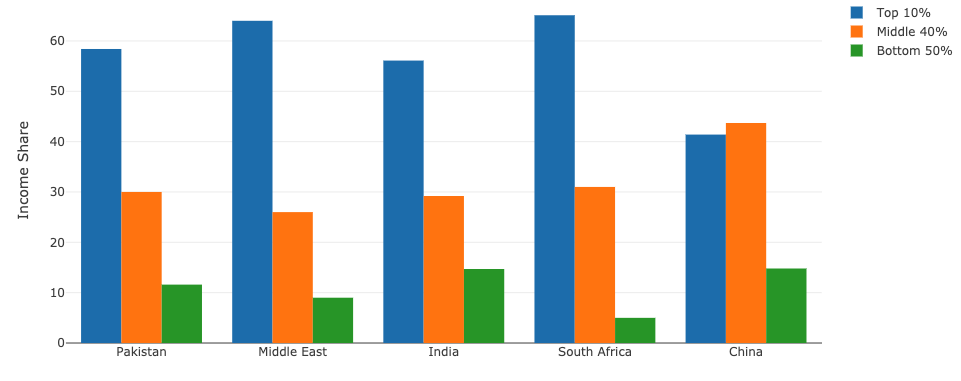 Top 10%
Middle 40%
Bottom 50%
Income Share
60
50
40
30
20
10
0
Pakistan
Middle East
India
South Africa
China